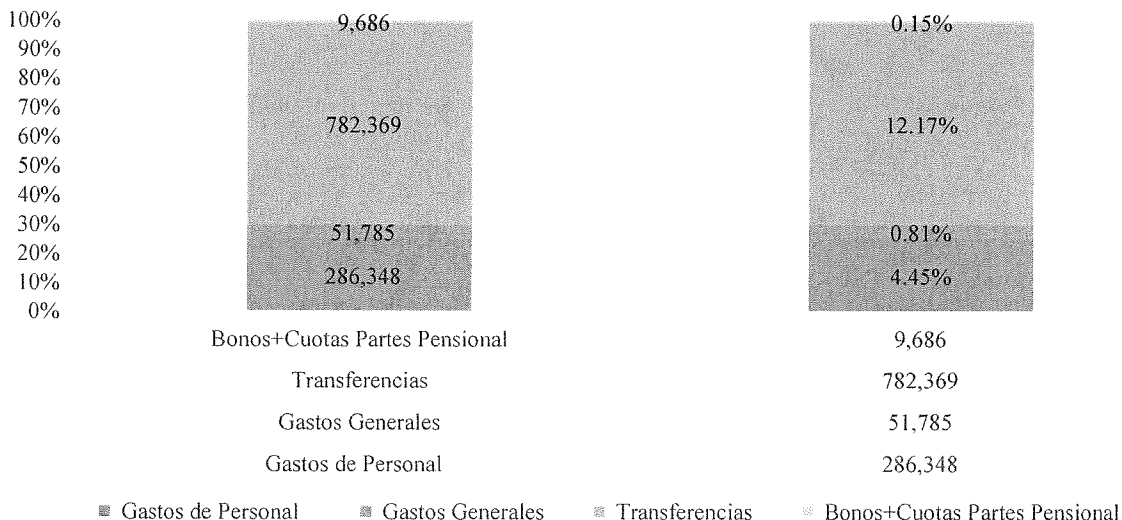 100% 9,686 0.15%
90%
80%
70% 782,369 12.17%
60%
50%
40%
30% 51,785 0.81%
20%
10% 286,348 4.45%
0%
Bonos+Cuotas Partes Pensional 9,686
Transferencias 782,369
Gastos Generales 51,785
Gastos de Personal 286,348
Gastos de Personal Gastos Generales Transferencias Bonos+Cuotas Partes Pensional